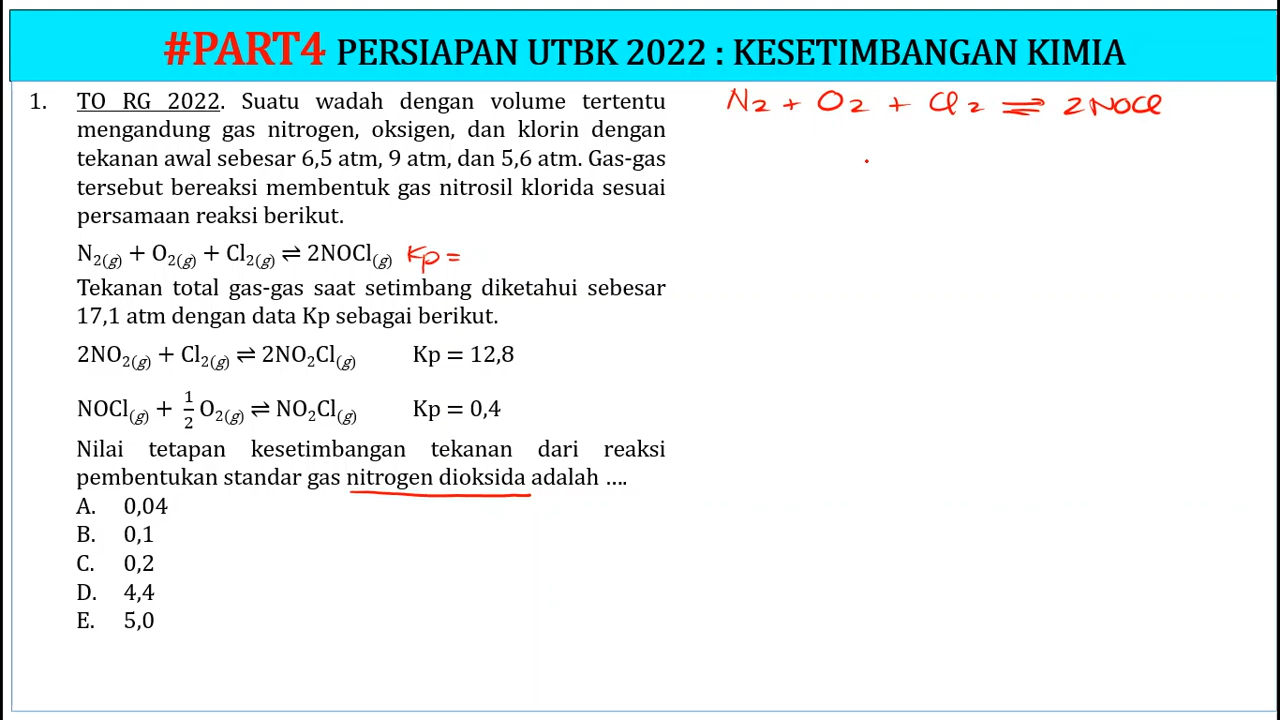 #PART4 PERSIAPAN UTBK 2022 : KESETIMBANGAN KIMIA
1. TO RG 2022. Suatu wadah dengan volume tertentu
mengandung gas nitrogen, oksigen, dan klorin dengan
tekanan awal sebesar 6,5 atm, 9 atm, dan 5,6 atm. Gas-gas
tersebut bereaksi membentuk gas nitrosil klorida sesuai
persamaan reaksi berikut.
N₂(g) + O₂(g) + Cl₂(g) ⇌ 2NOCl(g) Kp =
Tekanan total gas-gas saat setimbang diketahui sebesar
17,1 atm dengan data Kp sebagai berikut.
2NO₂(g) + Cl₂(g) ⇌ 2NO₂Cl(g) Kp = 12,8
NOCl(g) + 1/2 O₂(g) ⇌ NO₂Cl(g) Kp = 0,4
Nilai tetapan kesetimbangan tekanan dari reaksi
pembentukan standar gas nitrogen dioksida adalah ....
A. 0,04
B. 0,1
C. 0,2
D. 4,4
E. 5,0
N₂ + O₂ + Cl₂ ⇌ 2NOCl